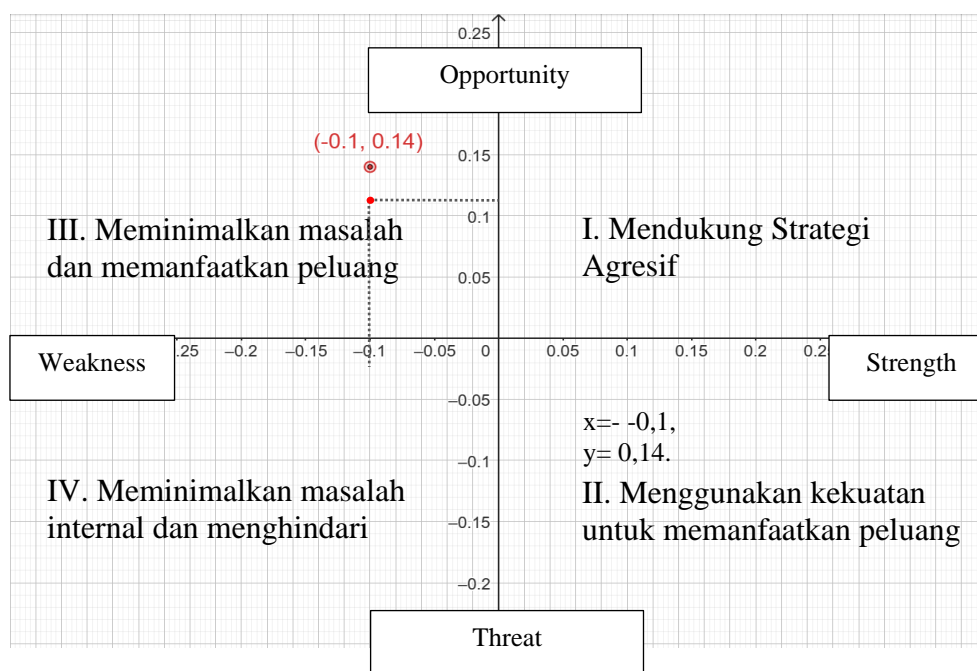 0.25
Opportunity
(-0.1, 0.14)
0.15
0.1
III. Meminimalkan masalah
dan memanfaatkan peluang
I. Mendukung Strategi
Agresif
0.05
Weakness
.25 –0.2 –0.15 –0.1 –0.05 0 0.05 0.1 0.15 0.2 0.25
Strength
–0.05
x=- -0,1,
y= 0,14.
–0.1
IV. Meminimalkan masalah
internal dan menghindari
II. Menggunakan kekuatan
untuk memanfaatkan peluang
–0.15
–0.2
Threat